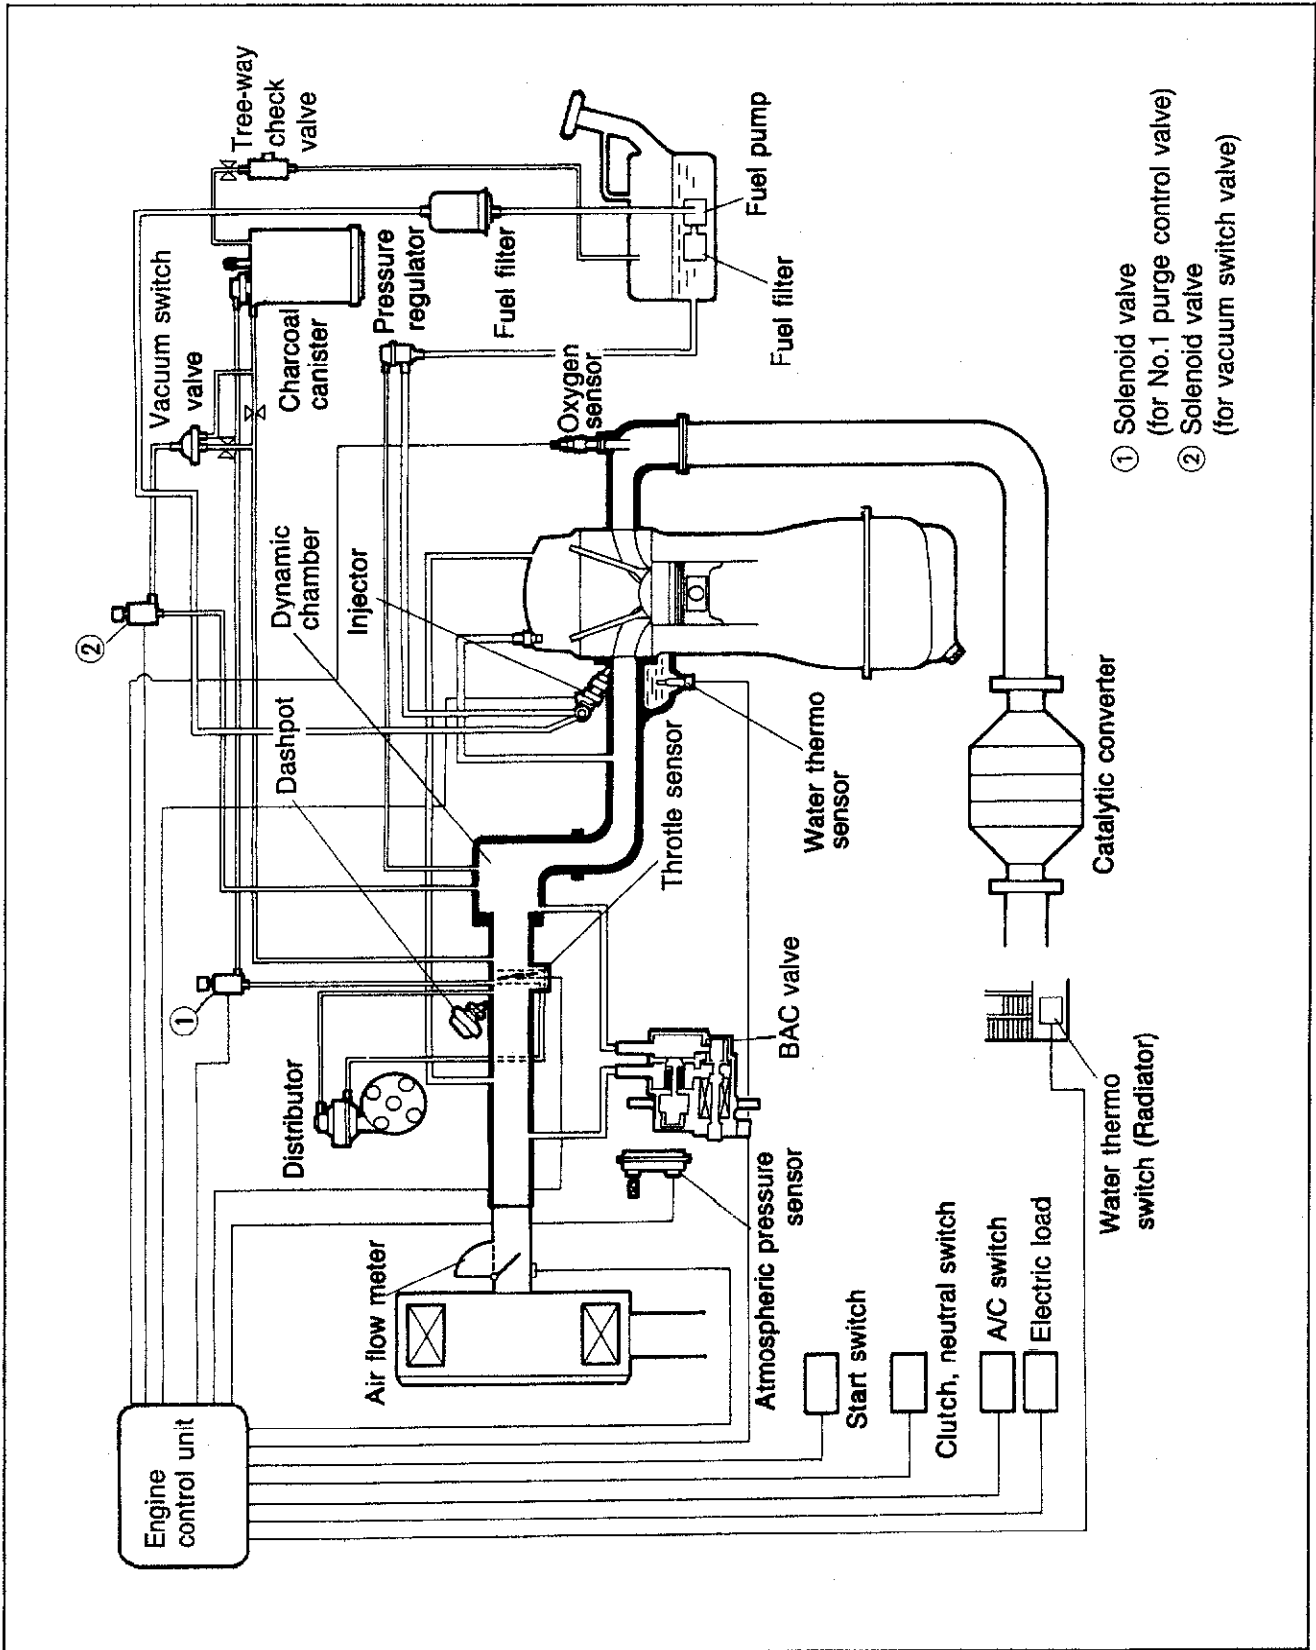 Engine
control unit
Air flow meter
Distributor
①
Dashpot
②
Dynamic
chamber
Injector
Vacuum switch
valve
Charcoal
canister
Tree-way
check
valve
Pressure
regulator
Fuel filter
Oxygen
sensor
Fuel pump
Fuel filter
Throtle sensor
Water thermo
sensor
BAC valve
Atmospheric pressure
sensor
Start switch
Clutch, neutral switch
A/C switch
Electric load
Water thermo
switch (Radiator)
Catalytic converter
① Solenoid valve
(for No.1 purge control valve)
② Solenoid valve
(for vacuum switch valve)